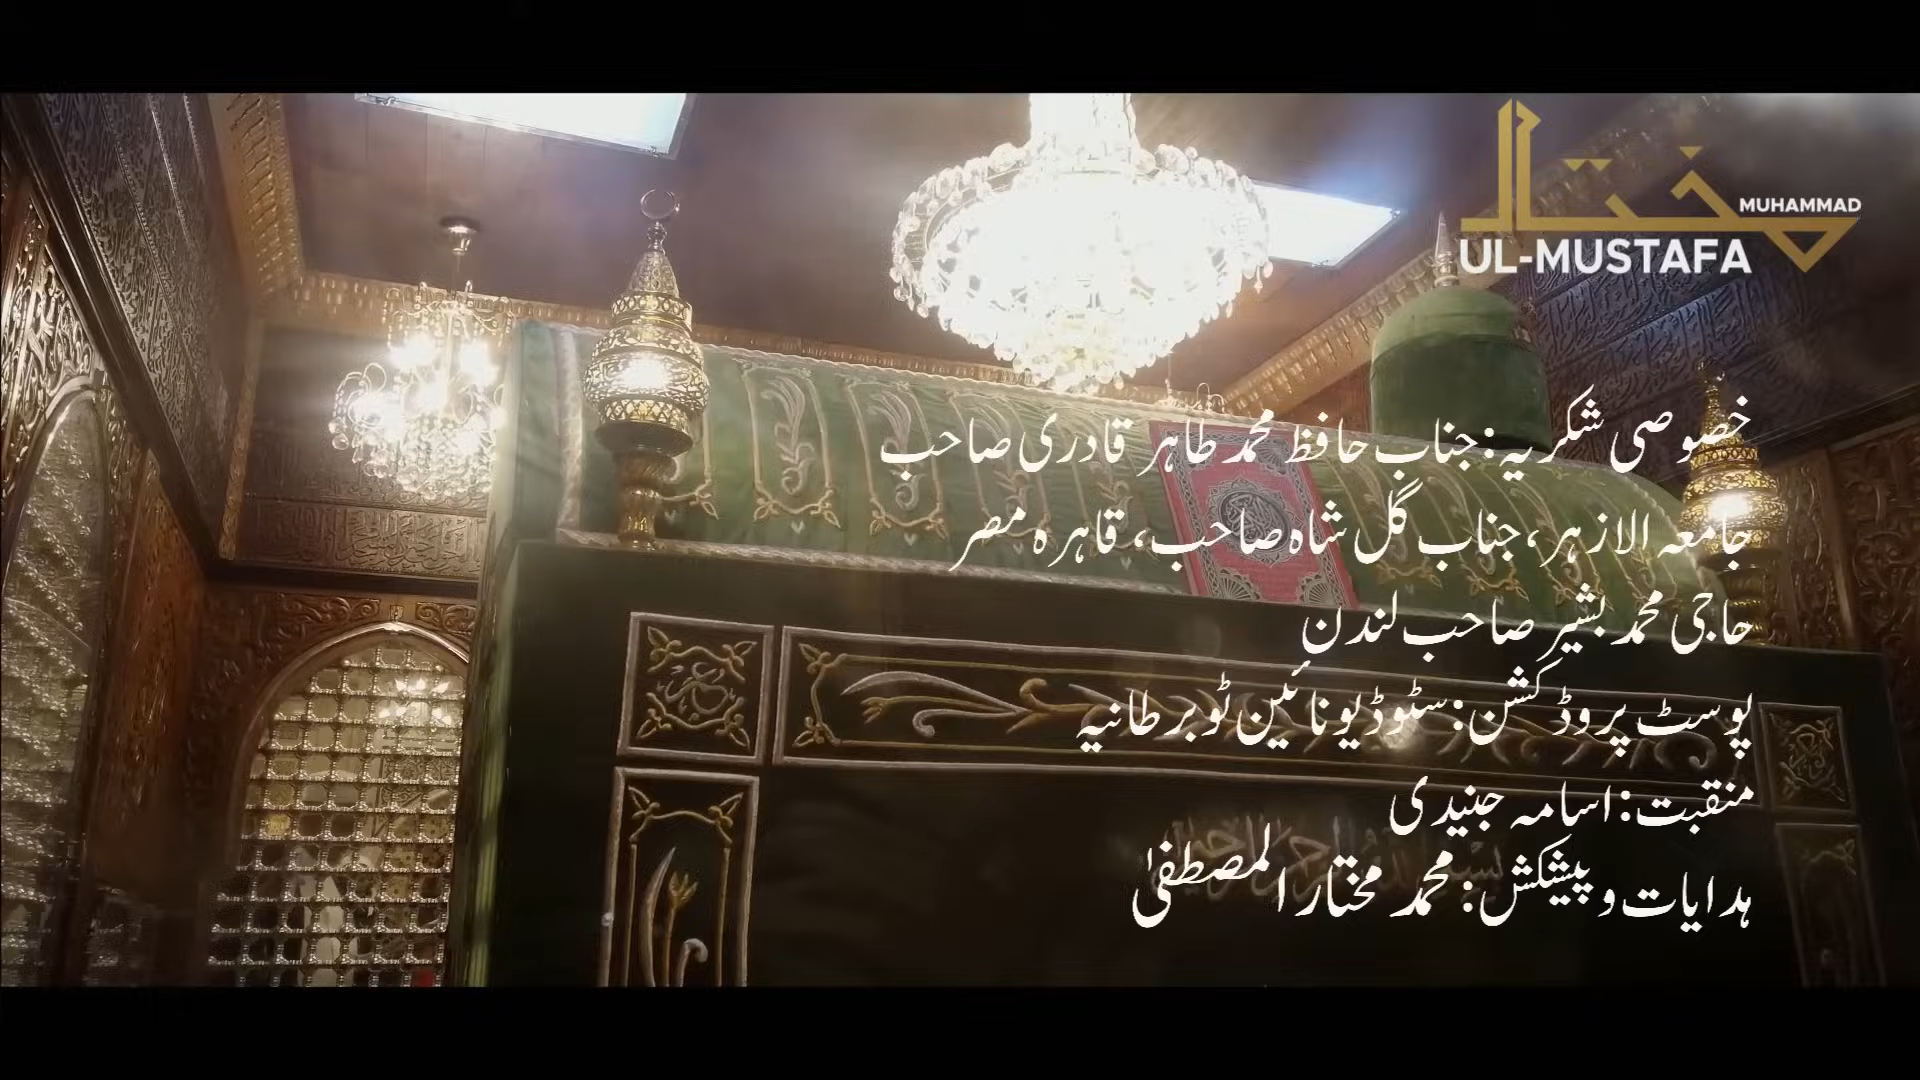 مختار
MUHAMMAD
UL-MUSTAFA
خصوصی شکریہ: جناب حافظ محمد طاہر قادری صاحب
جامعہ الازہر، جناب گل شاہ صاحب، قاہرہ مصر
حاجی محمد بشیر صاحب لندن
پوسٹ پروڈکشن: سٹوڈیو نائین ٹو برطانیہ
منقبت: اسامہ جنیدی
ہدایات و پیشکش: محمد مختار المصطفیٰ